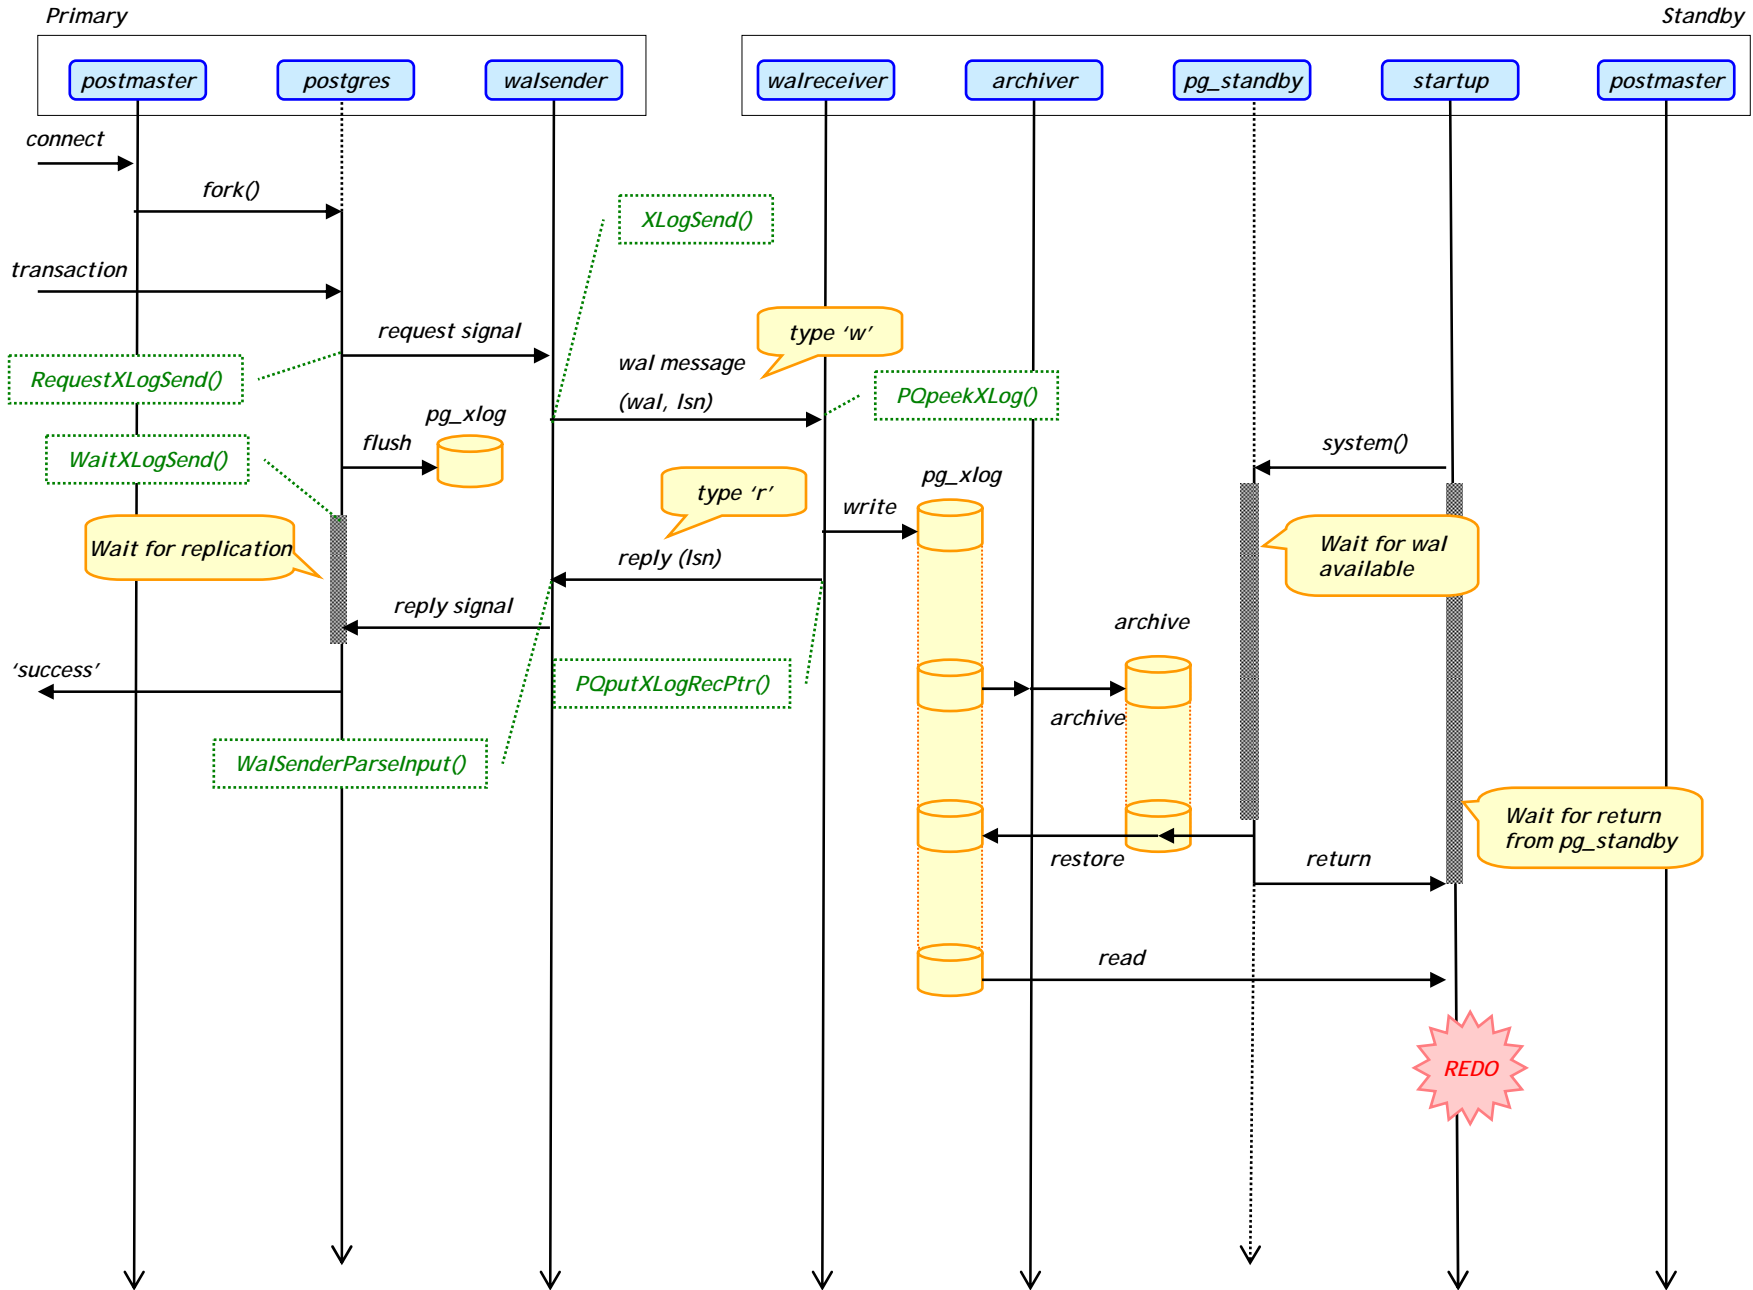 Primary
Standby
postmaster
postgres
walsender
walreceiver
archiver
pg_standby
startup
postmaster
connect
fork()
XLogSend()
transaction
request signal
type ‘w’
wal message
(wal, lsn)
RequestXLogSend()
PQpeekXLog()
pg_xlog
flush
system()
WaitXLogSend()
pg_xlog
type ‘r’
write
Wait for replication
reply (lsn)
Wait for wal
available
reply signal
archive
‘success’
PQputXLogRecPtr()
archive
WalSenderParseInput()
Wait for return
from pg_standby
restore
return
read
REDO